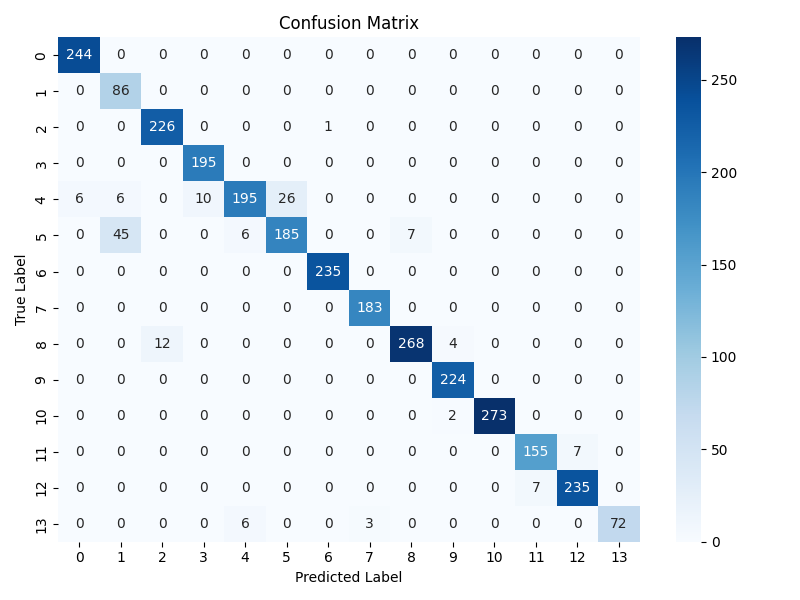 Confusion Matrix
0 244 0 0 0 0 0 0 0 0 0 0 0 0 0
1 0 86 0 0 0 0 0 0 0 0 0 0 0 0
2 0 0 226 0 0 0 1 0 0 0 0 0 0 0
3 0 0 0 195 0 0 0 0 0 0 0 0 0 0
4 6 6 0 10 195 26 0 0 0 0 0 0 0 0
5 0 45 0 0 6 185 0 0 7 0 0 0 0 0
6 0 0 0 0 0 0 235 0 0 0 0 0 0 0
7 0 0 0 0 0 0 0 183 0 0 0 0 0 0
8 0 0 12 0 0 0 0 0 268 4 0 0 0 0
9 0 0 0 0 0 0 0 0 0 224 0 0 0 0
10 0 0 0 0 0 0 0 0 0 2 273 0 0 0
11 0 0 0 0 0 0 0 0 0 0 0 155 7 0
12 0 0 0 0 0 0 0 0 0 0 0 7 235 0
13 0 0 0 0 6 0 0 3 0 0 0 0 0 72
0 1 2 3 4 5 6 7 8 9 10 11 12 13
Predicted Label
True Label
250
200
150
100
50
0